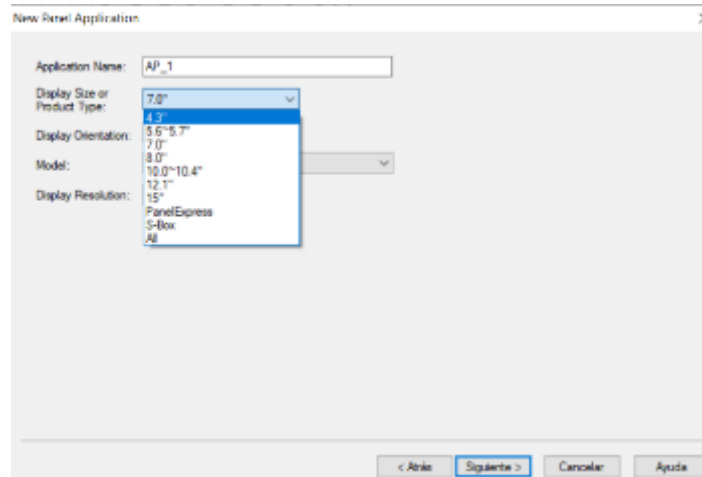 New Panel Application
Application Name: AP_1
Display Size or
Product Type: 7.0"
4.3"
5.6~5.7"
Display Orientation:
7.0"
8.0"
Model:
10.0~10.4"
12.1"
Display Resolution:
15"
PanelExpress
S-Box
All
< Atrás Siguiente > Cancelar Ayuda